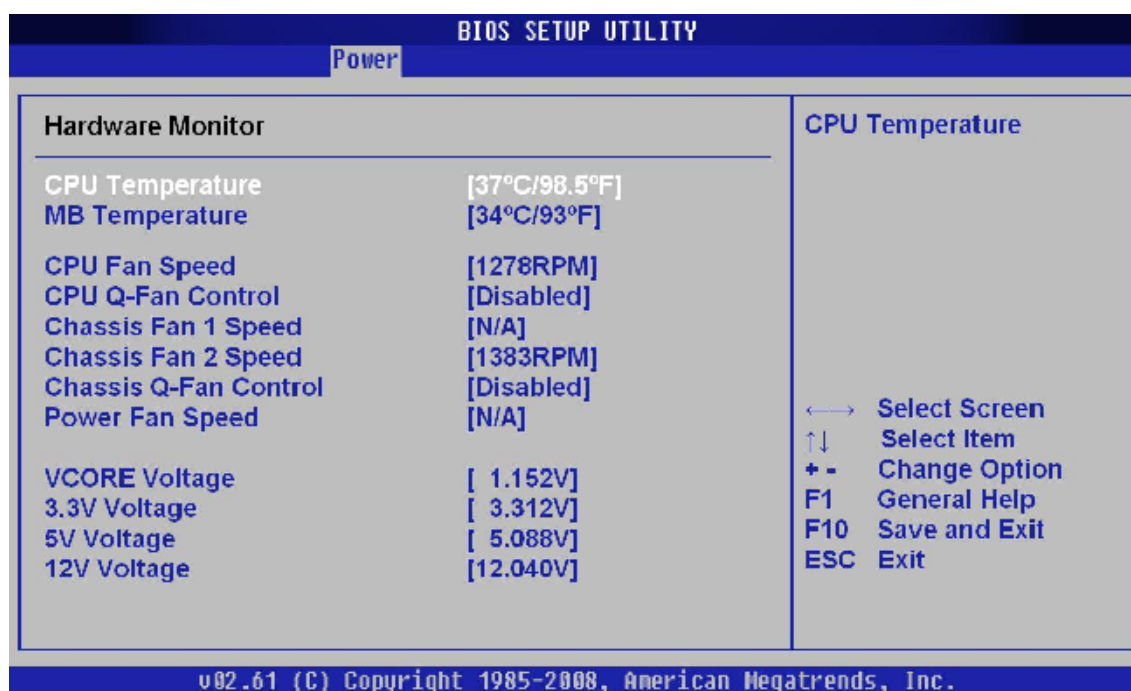 BIOS SETUP UTILITY
Power
Hardware Monitor
CPU Temperature [37ºC/98.5ºF]
MB Temperature [34ºC/93ºF]
CPU Fan Speed [1278RPM]
CPU Q-Fan Control [Disabled]
Chassis Fan 1 Speed [N/A]
Chassis Fan 2 Speed [1383RPM]
Chassis Q-Fan Control [Disabled]
Power Fan Speed [N/A]
VCORE Voltage [ 1.152V]
3.3V Voltage [ 3.312V]
5V Voltage [ 5.088V]
12V Voltage [12.040V]
CPU Temperature
←→ Select Screen
↑↓ Select Item
+ - Change Option
F1 General Help
F10 Save and Exit
ESC Exit
v02.61 (C) Copyright 1985-2008, American Megatrends, Inc.